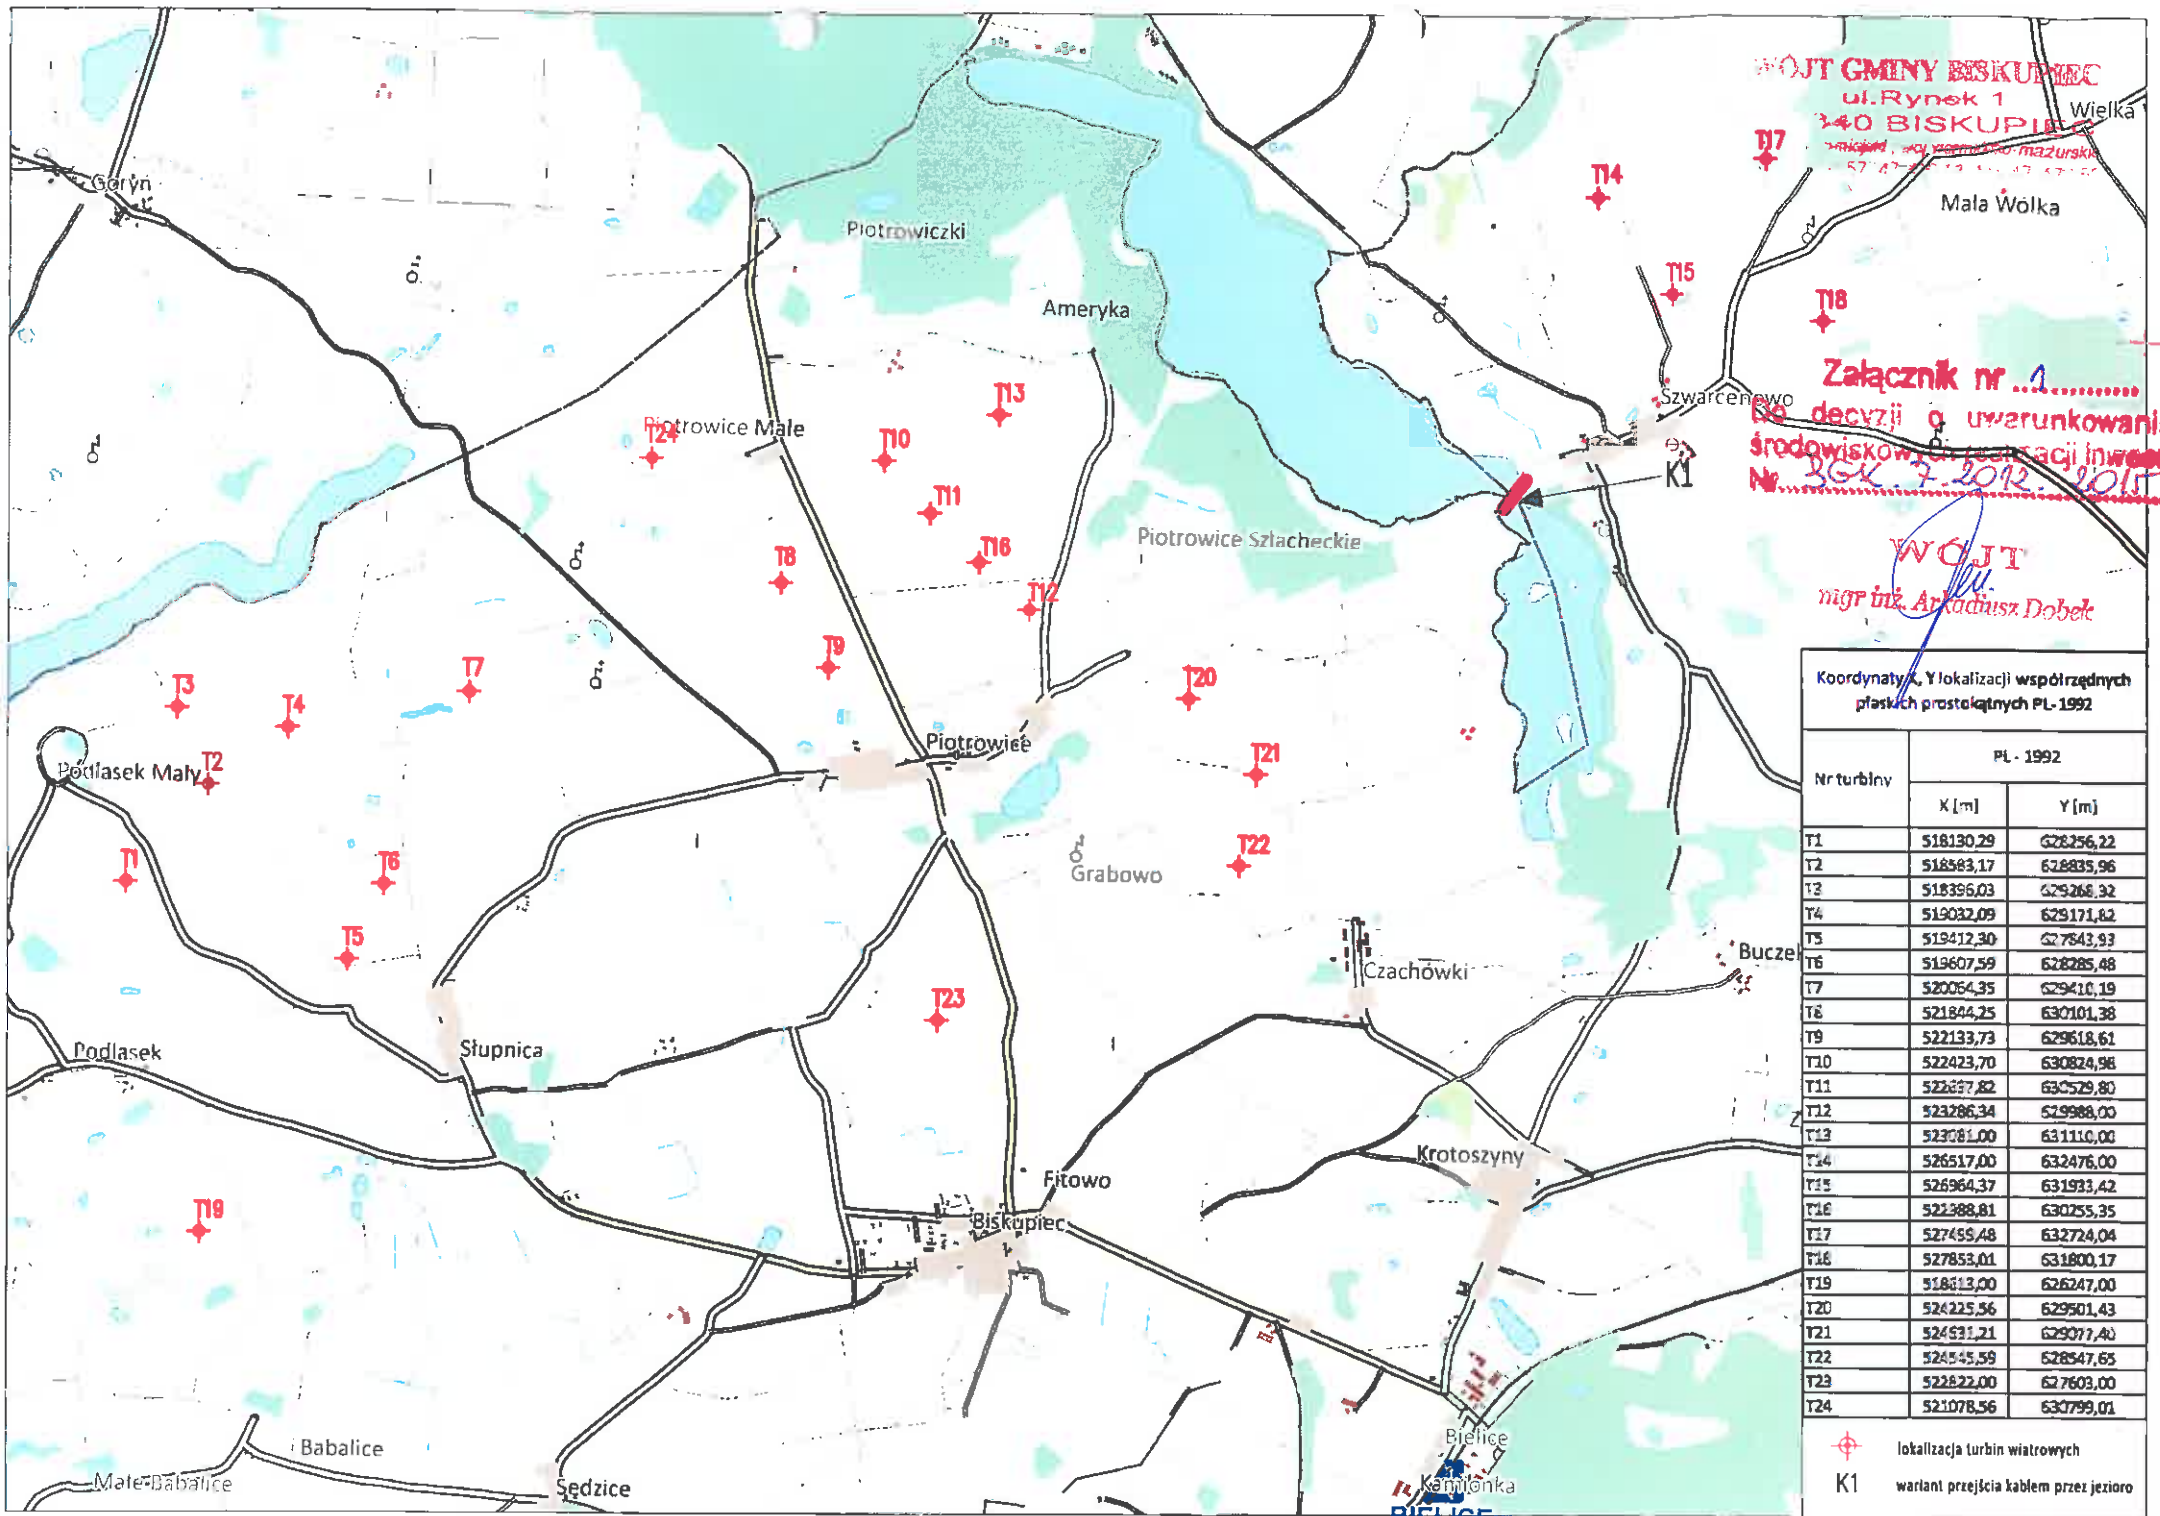 WÓJT GMINY BISKUPIEC
ul.Rynek 1
340 BISKUPIEC
Wielka
T17
T14
Goryń
Mała Wólka
Piotrowiczki
T15
Ameryka
T18
Załącznik nr 1
Szwarcenowo
Do decyzji o uwarunkowani
środowiskowych realizacji Inwes
Nr
K1
T13
Piotrowice Małe
T24
T10
T11
Piotrowice Szlacheckie
T16
T8
T12
WÓJT
mgr inż. Arkadiusz Dobek
T9
T7
T3
T4
T20
Piotrowice
T2
Podlasek Mały
T21
T1
T6
T22
Grabowo
T5
Czachówki
Buczek
T23
Słupnica
Podlasek
Krotoszyny
Fitowo
T19
Biskupiec
Babalice
Małe-Babalice
Sędzice
Bielice
Kamionka
BIELICE
Koordynaty X, Y lokalizacji współrzędnych
płaskich prostokątnych PL-1992
Nr turbiny
PL - 1992
X [m] Y [m]
T1 518130,29 628256,22
T2 518583,17 628835,96
T3 518396,03 629268,92
T4 519032,09 629171,82
T5 519412,30 627843,93
T6 519607,59 628285,48
T7 520064,35 629410,19
T8 521844,25 630101,38
T9 522133,73 629618,61
T10 522423,70 630824,96
T11 630529,80
T12 523286,34 629988,00
T13 523081,00 631110,00
T14 526517,00 632476,00
T15 526964,37 631933,42
T16 630255,35
T17 632724,04
T18 527853,01 631800,17
T19 626247,00
T20 524225,56 629501,43
T21 629077,40
T22 628547,65
T23 522822,00 627603,00
T24 521078,56 630799,01
lokalizacja turbin wiatrowych
K1 wariant przejścia kablem przez jezioro